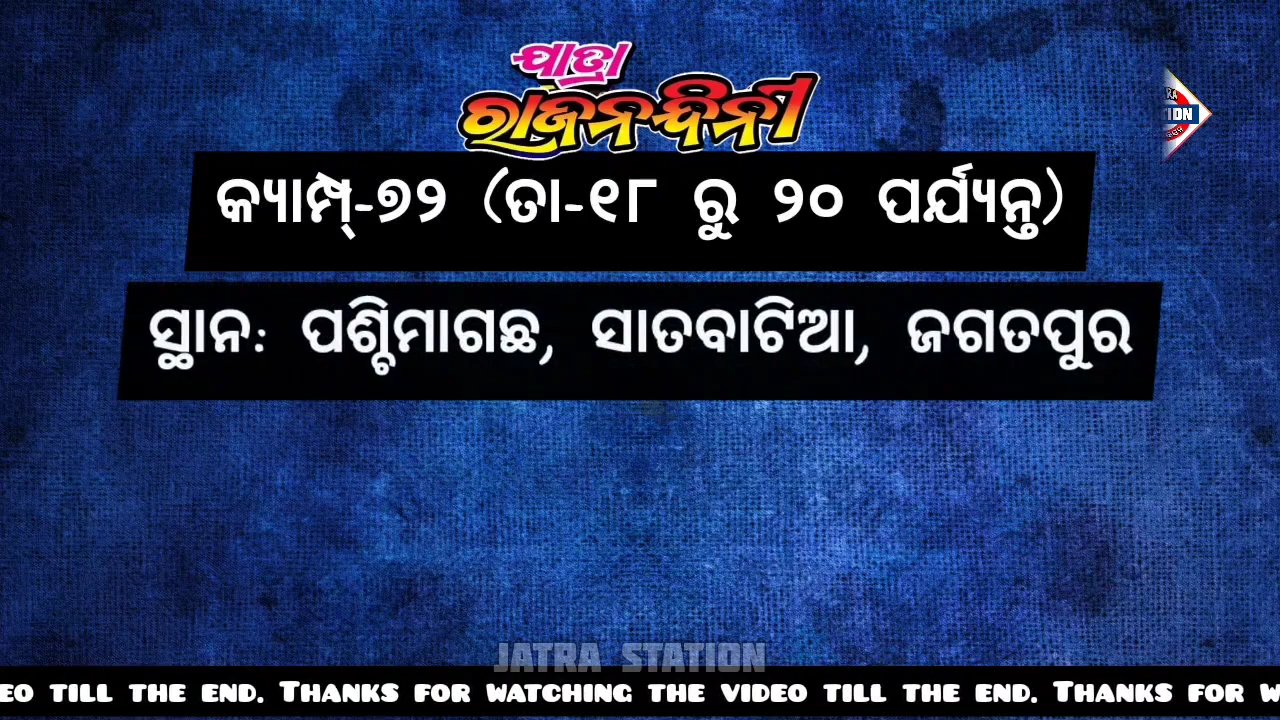 ଯାତ୍ରା
ରାଜନନ୍ଦିନୀ
କ୍ୟାମ୍ପ୍-୭୨ (ତା-୧୮ ରୁ ୨୦ ପର୍ଯ୍ୟନ୍ତ)
ସ୍ଥାନ: ପଶ୍ଚିମାଗଛ, ସାତବାଟିଆ, ଜଗତପୁର
JATRA STATION
EO TILL THE END. THANKS FOR WATCHING THE VIDEO TILL THE END. THANKS FOR W